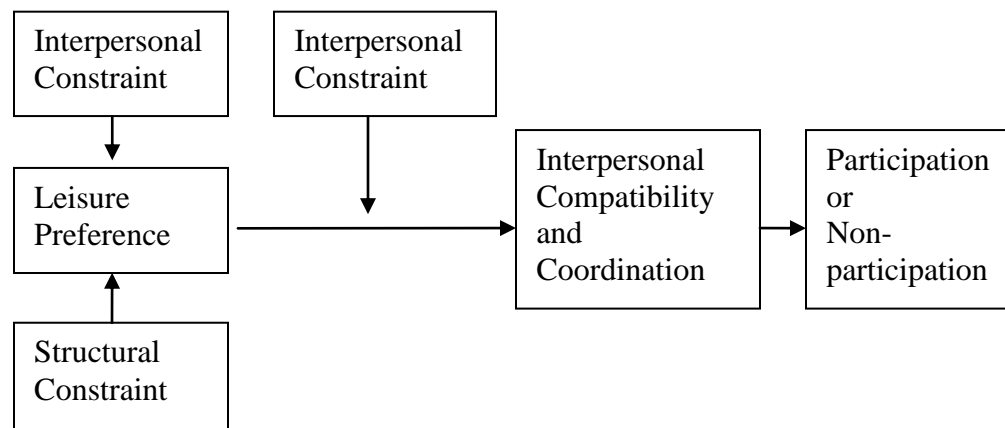 Interpersonal
Constraint
Interpersonal
Constraint
Leisure
Preference
Interpersonal
Compatibility
and
Coordination
Participation
or
Non-
participation
Structural
Constraint